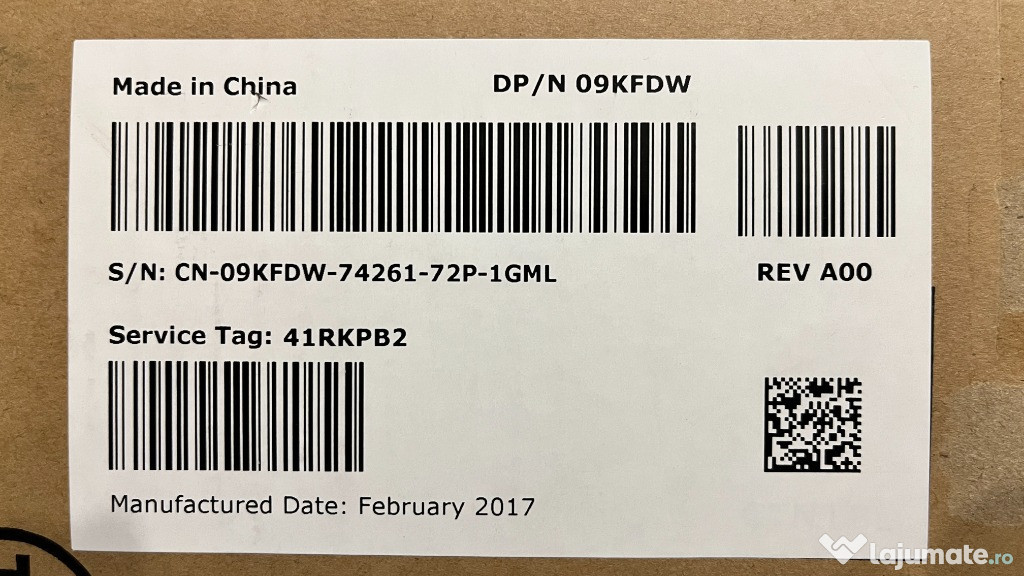 Made in China
DP/N 09KFDW
S/N: CN-09KFDW-74261-72P-1GML
REV A00
Service Tag: 41RKPB2
Manufactured Date: February 2017
lajumate.ro